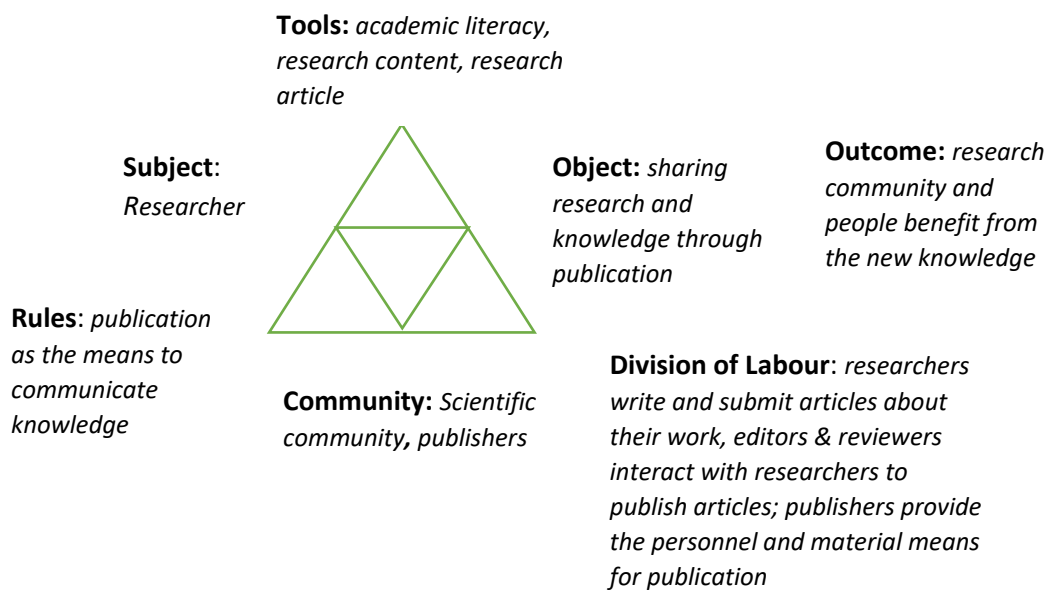 Tools: academic literacy,
research content, research
article
Subject:
Researcher
Object: sharing
research and
knowledge through
publication
Outcome: research
community and
people benefit from
the new knowledge
Rules: publication
as the means to
communicate
knowledge
Community: Scientific
community, publishers
Division of Labour: researchers
write and submit articles about
their work, editors & reviewers
interact with researchers to
publish articles; publishers provide
the personnel and material means
for publication